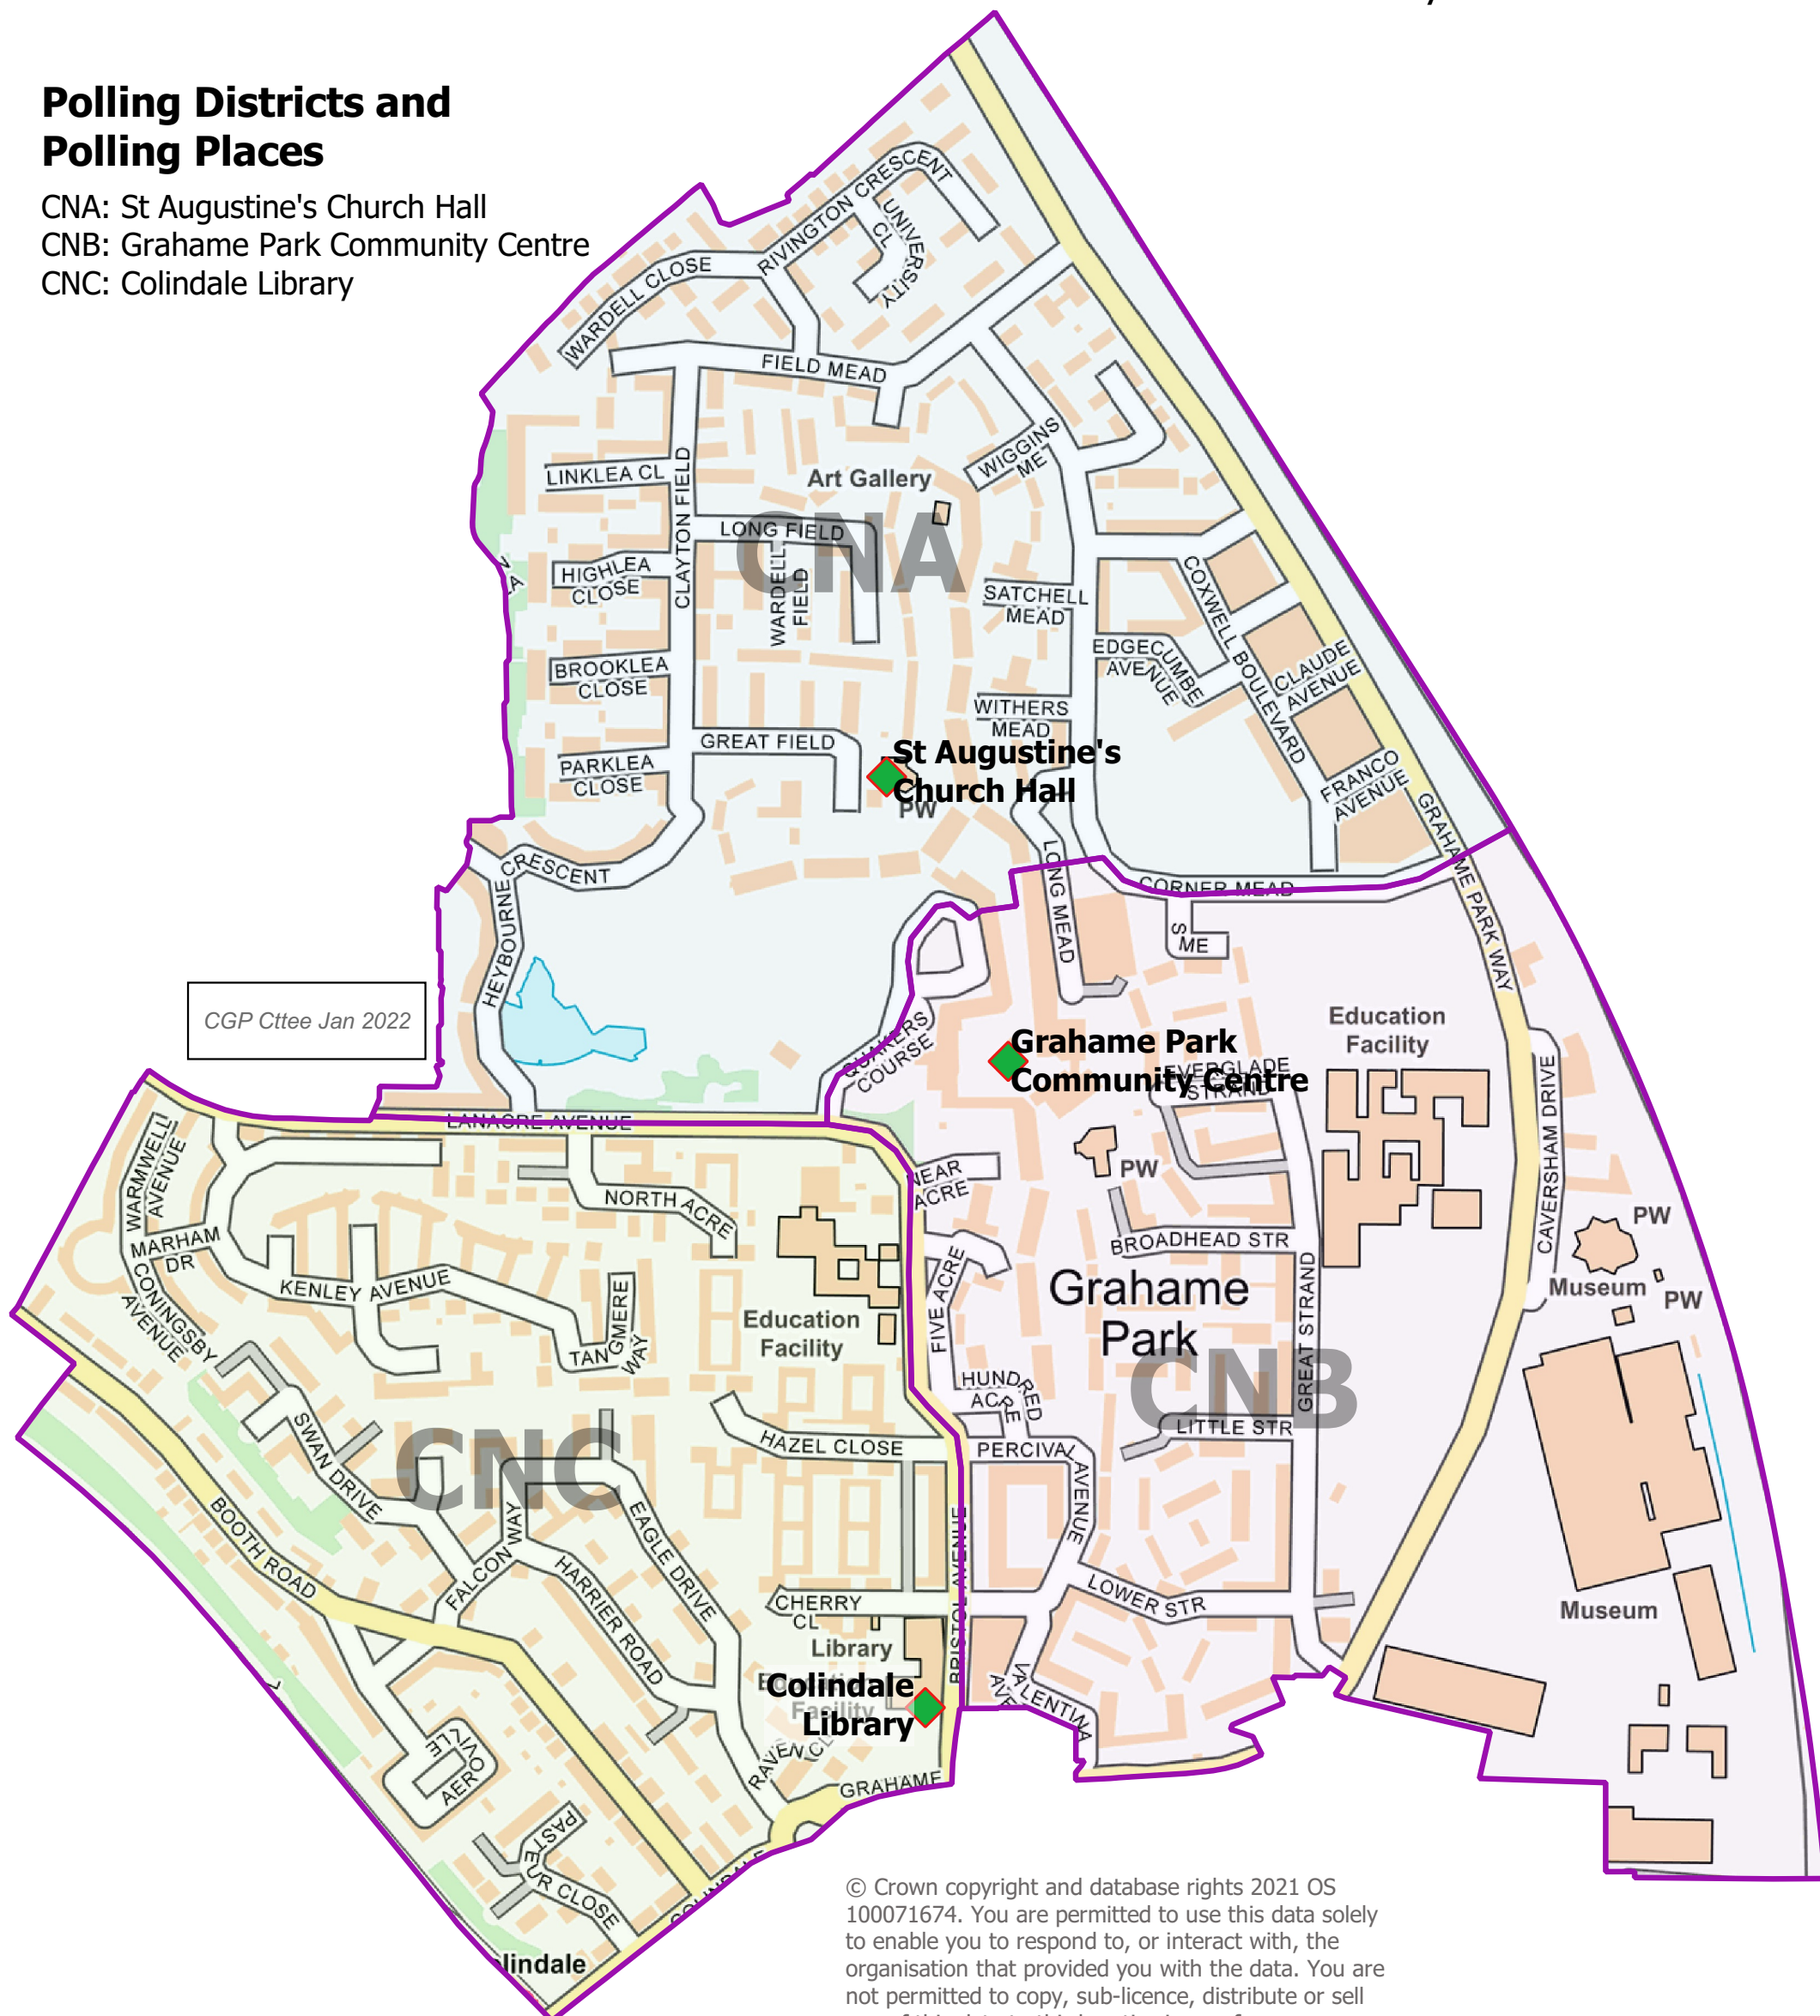 Polling Districts and
Polling Places
CNA: St Augustine's Church Hall
CNB: Grahame Park Community Centre
CNC: Colindale Library
RIVINGTON CRESCENT
UNIVERSITY
CL
WARDELL CLOSE
FIELD MEAD
WIGGINS
ME
LINKLEA CL
CLAYTON FIELD
Art Gallery
CNA
LONG FIELD
WARDELL
FIELD
HIGHLEA
CLOSE
SATCHELL
MEAD
COXWELL BOULEVARD
EDGECUMBE
AVENUE
CLAUDE
AVENUE
BROOKLEA
CLOSE
WITHERS
MEAD
GREAT FIELD
St Augustine's
Church Hall
PW
PARKLEA
CLOSE
FRANCO
AVENUE
GRAHAME PARK WAY
HEYBOURNE CRESCENT
LONG MEAD
CORNER MEAD
S
ME
CGP Cttee Jan 2022
QUAKERS
COURSE
Grahame Park
Community Centre
EVERGLADE
STRAND
Education
Facility
CAVERSHAM DRIVE
LANACRE AVENUE
WARMWELL
AVENUE
NEAR
ACRE
PW
NORTH ACRE
MARHAM
DR
BROADHEAD STR
PW
Museum
PW
CONINGSBY
AVENUE
KENLEY AVENUE
TANGMERE
WAY
Education
Facility
FIVE ACRE
Grahame
Park
GREAT STRAND
CNB
HUNDRED
ACRE
LITTLE STR
SWAN DRIVE
CNC
HAZEL CLOSE
PERCIVAL
AVENUE
BOOTH ROAD
FALCON WAY
EAGLE DRIVE
HARRIER ROAD
BRISTOL AVENUE
CHERRY
CL
LOWER STR
Museum
Library
Education
Facility
Colindale
Library
VALENTINA
AVE
RAVEN CL
GRAHAME
AEROVILLE
PASTEUR CLOSE
lindale
© Crown copyright and database rights 2021 OS
100071674. You are permitted to use this data solely
to enable you to respond to, or interact with, the
organisation that provided you with the data. You are
not permitted to copy, sub-licence, distribute or sell